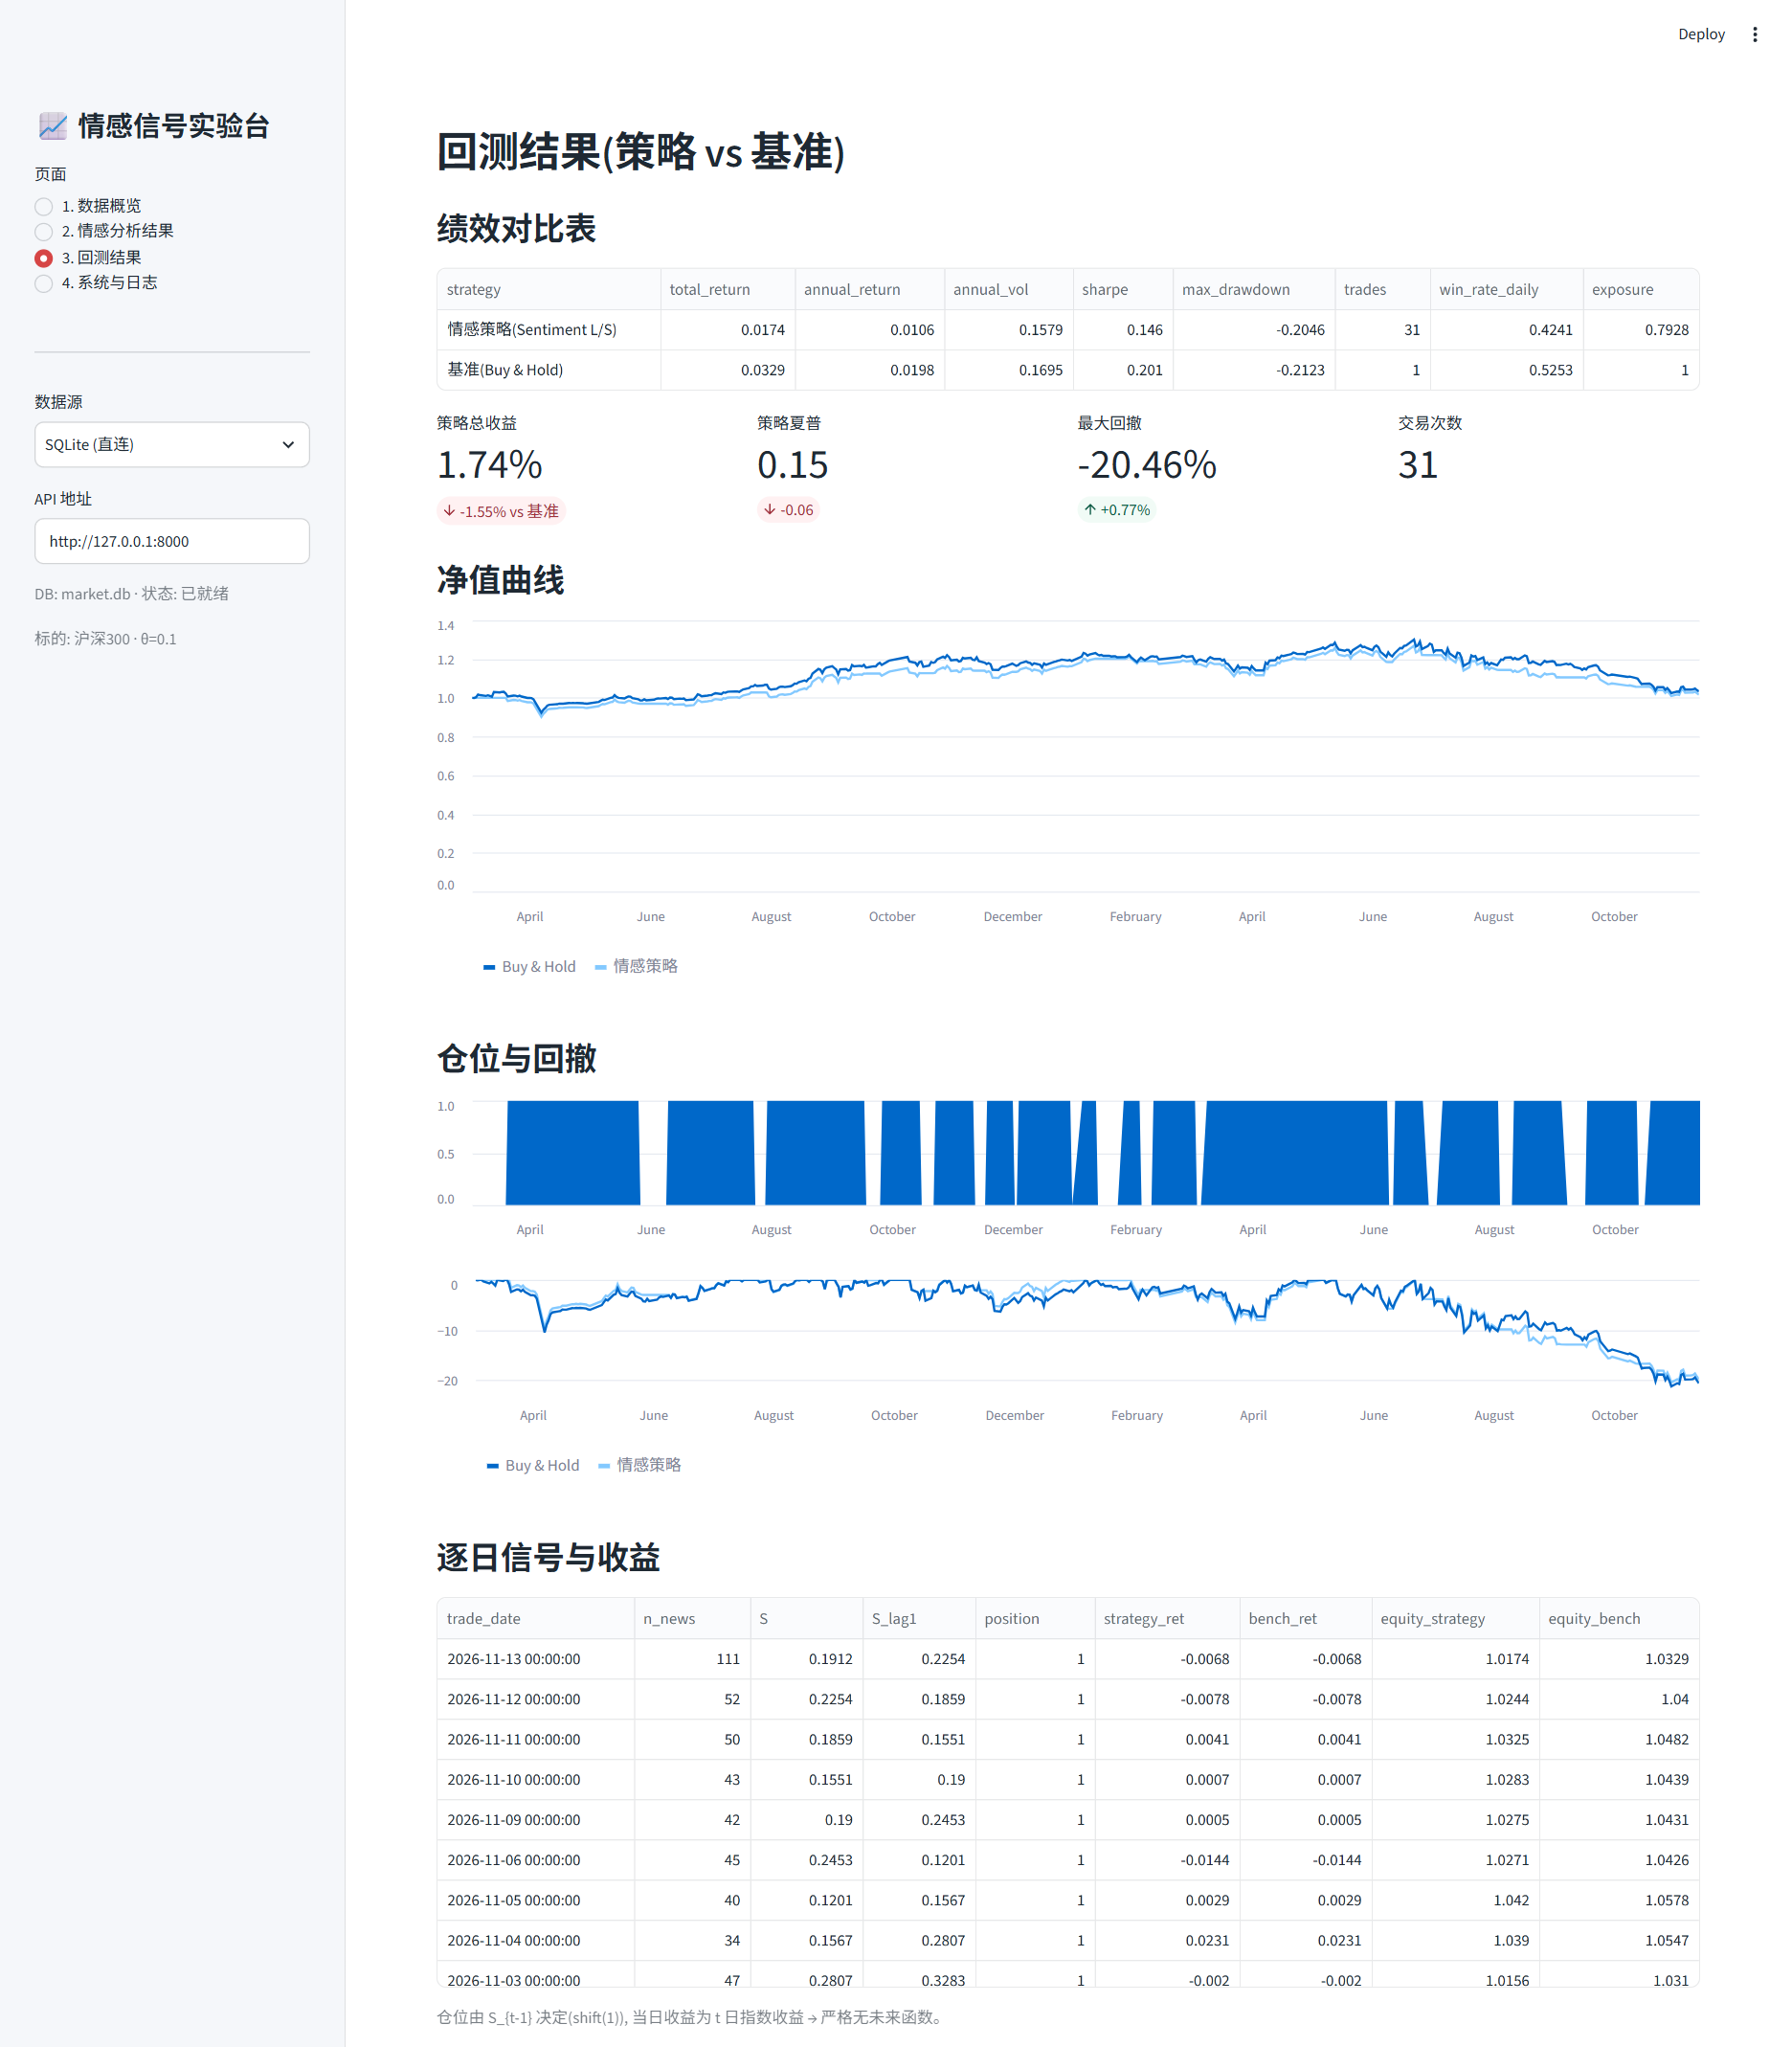 Deploy
📈 情感信号实验台
页面
1. 数据概览
2. 情感分析结果
3. 回测结果
4. 系统与日志
数据源
SQLite (直连)
API 地址
http://127.0.0.1:8000
DB: market.db · 状态: 已就绪
标的: 沪深300 · θ=0.1
回测结果(策略 vs 基准)
绩效对比表
strategy total_return annual_return annual_vol sharpe max_drawdown trades win_rate_daily exposure
情感策略(Sentiment L/S) 0.0174 0.0106 0.1579 0.146 -0.2046 31 0.4241 0.7928
基准(Buy & Hold) 0.0329 0.0198 0.1695 0.201 -0.2123 1 0.5253 1
策略总收益 策略夏普 最大回撤 交易次数
1.74% 0.15 -20.46% 31
↓ -1.55% vs 基准 ↓ -0.06 ↑ +0.77%
净值曲线
1.4
1.2
1.0
0.8
0.6
0.4
0.2
0.0
April June August October December February April June August October
Buy & Hold 情感策略
仓位与回撤
1.0
0.5
0.0
April June August October December February April June August October
0
−10
−20
April June August October December February April June August October
Buy & Hold 情感策略
逐日信号与收益
trade_date n_news S S_lag1 position strategy_ret bench_ret equity_strategy equity_bench
2026-11-13 00:00:00 111 0.1912 0.2254 1 -0.0068 -0.0068 1.0174 1.0329
2026-11-12 00:00:00 52 0.2254 0.1859 1 -0.0078 -0.0078 1.0244 1.04
2026-11-11 00:00:00 50 0.1859 0.1551 1 0.0041 0.0041 1.0325 1.0482
2026-11-10 00:00:00 43 0.1551 0.19 1 0.0007 0.0007 1.0283 1.0439
2026-11-09 00:00:00 42 0.19 0.2453 1 0.0005 0.0005 1.0275 1.0431
2026-11-06 00:00:00 45 0.2453 0.1201 1 -0.0144 -0.0144 1.0271 1.0426
2026-11-05 00:00:00 40 0.1201 0.1567 1 0.0029 0.0029 1.042 1.0578
2026-11-04 00:00:00 34 0.1567 0.2807 1 0.0231 0.0231 1.039 1.0547
2026-11-03 00:00:00 47 0.2807 0.3283 1 -0.002 -0.002 1.0156 1.031
仓位由 S_{t-1} 决定(shift(1)), 当日收益为 t 日指数收益 → 严格无未来函数。